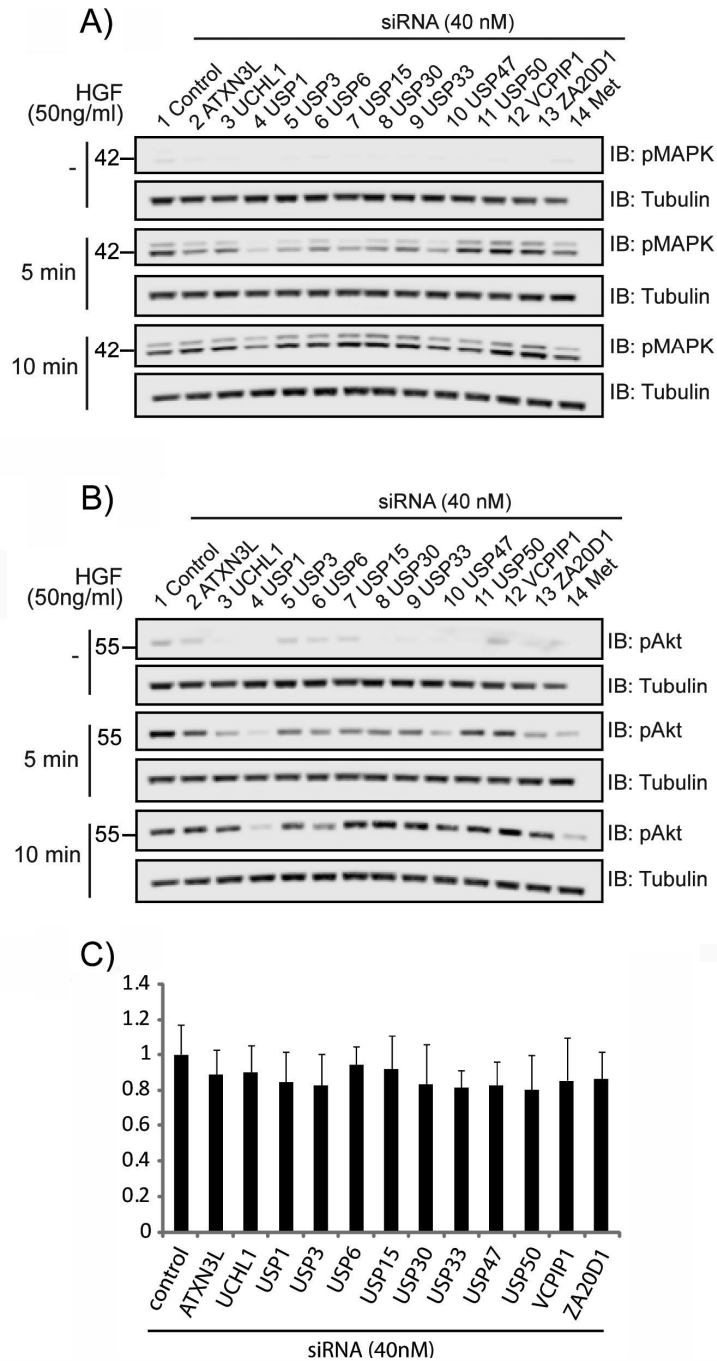 A)
siRNA (40 nM)
HGF
(50ng/ml)
1 Control
2 ATXN3L
3 UCHL1
4 USP1
5 USP3
6 USP6
7 USP15
8 USP30
9 USP33
10 USP47
11 USP50
12 VCPIP1
13 ZA20D1
14 Met
-
42
IB: pMAPK
IB: Tubulin
5 min
42
IB: pMAPK
IB: Tubulin
10 min
42
IB: pMAPK
IB: Tubulin
B)
siRNA (40 nM)
HGF
(50ng/ml)
1 Control
2 ATXN3L
3 UCHL1
4 USP1
5 USP3
6 USP6
7 USP15
8 USP30
9 USP33
10 USP47
11 USP50
12 VCPIP1
13 ZA20D1
14 Met
-
55
IB: pAkt
IB: Tubulin
5 min
55
IB: pAkt
IB: Tubulin
10 min
55
IB: pAkt
IB: Tubulin
C)
1.4
1.2
1
0.8
0.6
0.4
0.2
0
control
ATXN3L
UCHL1
USP1
USP3
USP6
USP15
USP30
USP33
USP47
USP50
VCPIP1
ZA20D1
siRNA (40nM)